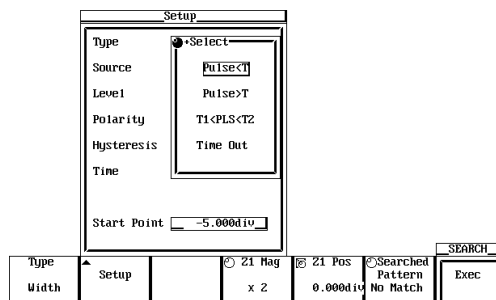 Setup
Type
+Select
Source
Pulse<T
Level
Pulse>T
Polarity
T1<PLS<T2
Hysteresis
Time Out
Time
Start Point
-5.000div
SEARCH
Type
Width
Setup
Z1 Mag
x 2
Z1 Pos
0.000div
Searched
Pattern
No Match
Exec